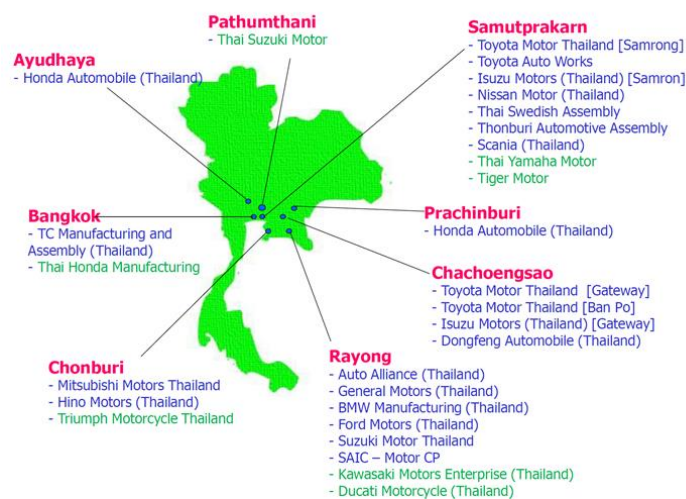 Pathumthani
- Thai Suzuki Motor
Samutprakarn
- Toyota Motor Thailand [Samrong]
- Toyota Auto Works
- Isuzu Motors (Thailand) [Samron]
- Nissan Motor (Thailand)
- Thai Swedish Assembly
- Thonburi Automotive Assembly
- Scania (Thailand)
- Thai Yamaha Motor
- Tiger Motor
Ayudhaya
- Honda Automobile (Thailand)
Bangkok
- TC Manufacturing and
Assembly (Thailand)
- Thai Honda Manufacturing
Prachinburi
- Honda Automobile (Thailand)
Chachoengsao
- Toyota Motor Thailand [Gateway]
- Toyota Motor Thailand [Ban Po]
- Isuzu Motors (Thailand) [Gateway]
- Dongfeng Automobile (Thailand)
Chonburi
- Mitsubishi Motors Thailand
- Hino Motors (Thailand)
- Triumph Motorcycle Thailand
Rayong
- Auto Alliance (Thailand)
- General Motors (Thailand)
- BMW Manufacturing (Thailand)
- Ford Motors (Thailand)
- Suzuki Motor Thailand
- SAIC – Motor CP
- Kawasaki Motors Enterprise (Thailand)
- Ducati Motorcycle (Thailand)